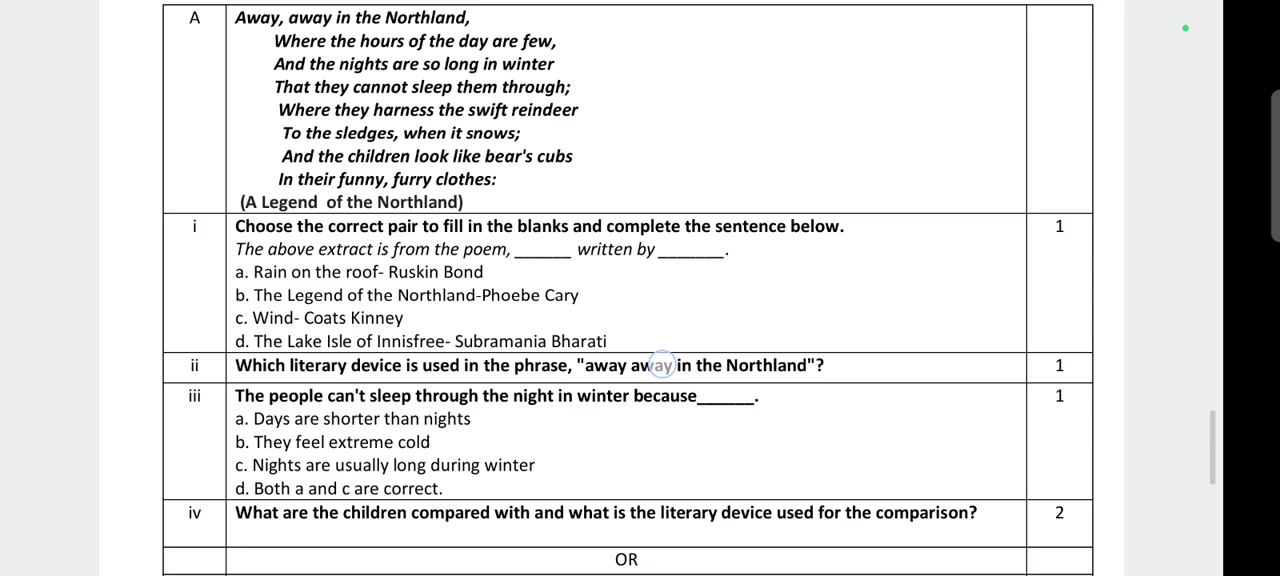 A Away, away in the Northland,
Where the hours of the day are few,
And the nights are so long in winter
That they cannot sleep them through;
Where they harness the swift reindeer
To the sledges, when it snows;
And the children look like bear's cubs
In their funny, furry clothes:
(A Legend of the Northland)
i Choose the correct pair to fill in the blanks and complete the sentence below. 1
The above extract is from the poem, ______ written by _______.
a. Rain on the roof- Ruskin Bond
b. The Legend of the Northland-Phoebe Cary
c. Wind- Coats Kinney
d. The Lake Isle of Innisfree- Subramania Bharati
ii Which literary device is used in the phrase, "away away in the Northland"? 1
iii The people can't sleep through the night in winter because______. 1
a. Days are shorter than nights
b. They feel extreme cold
c. Nights are usually long during winter
d. Both a and c are correct.
iv What are the children compared with and what is the literary device used for the comparison? 2
OR